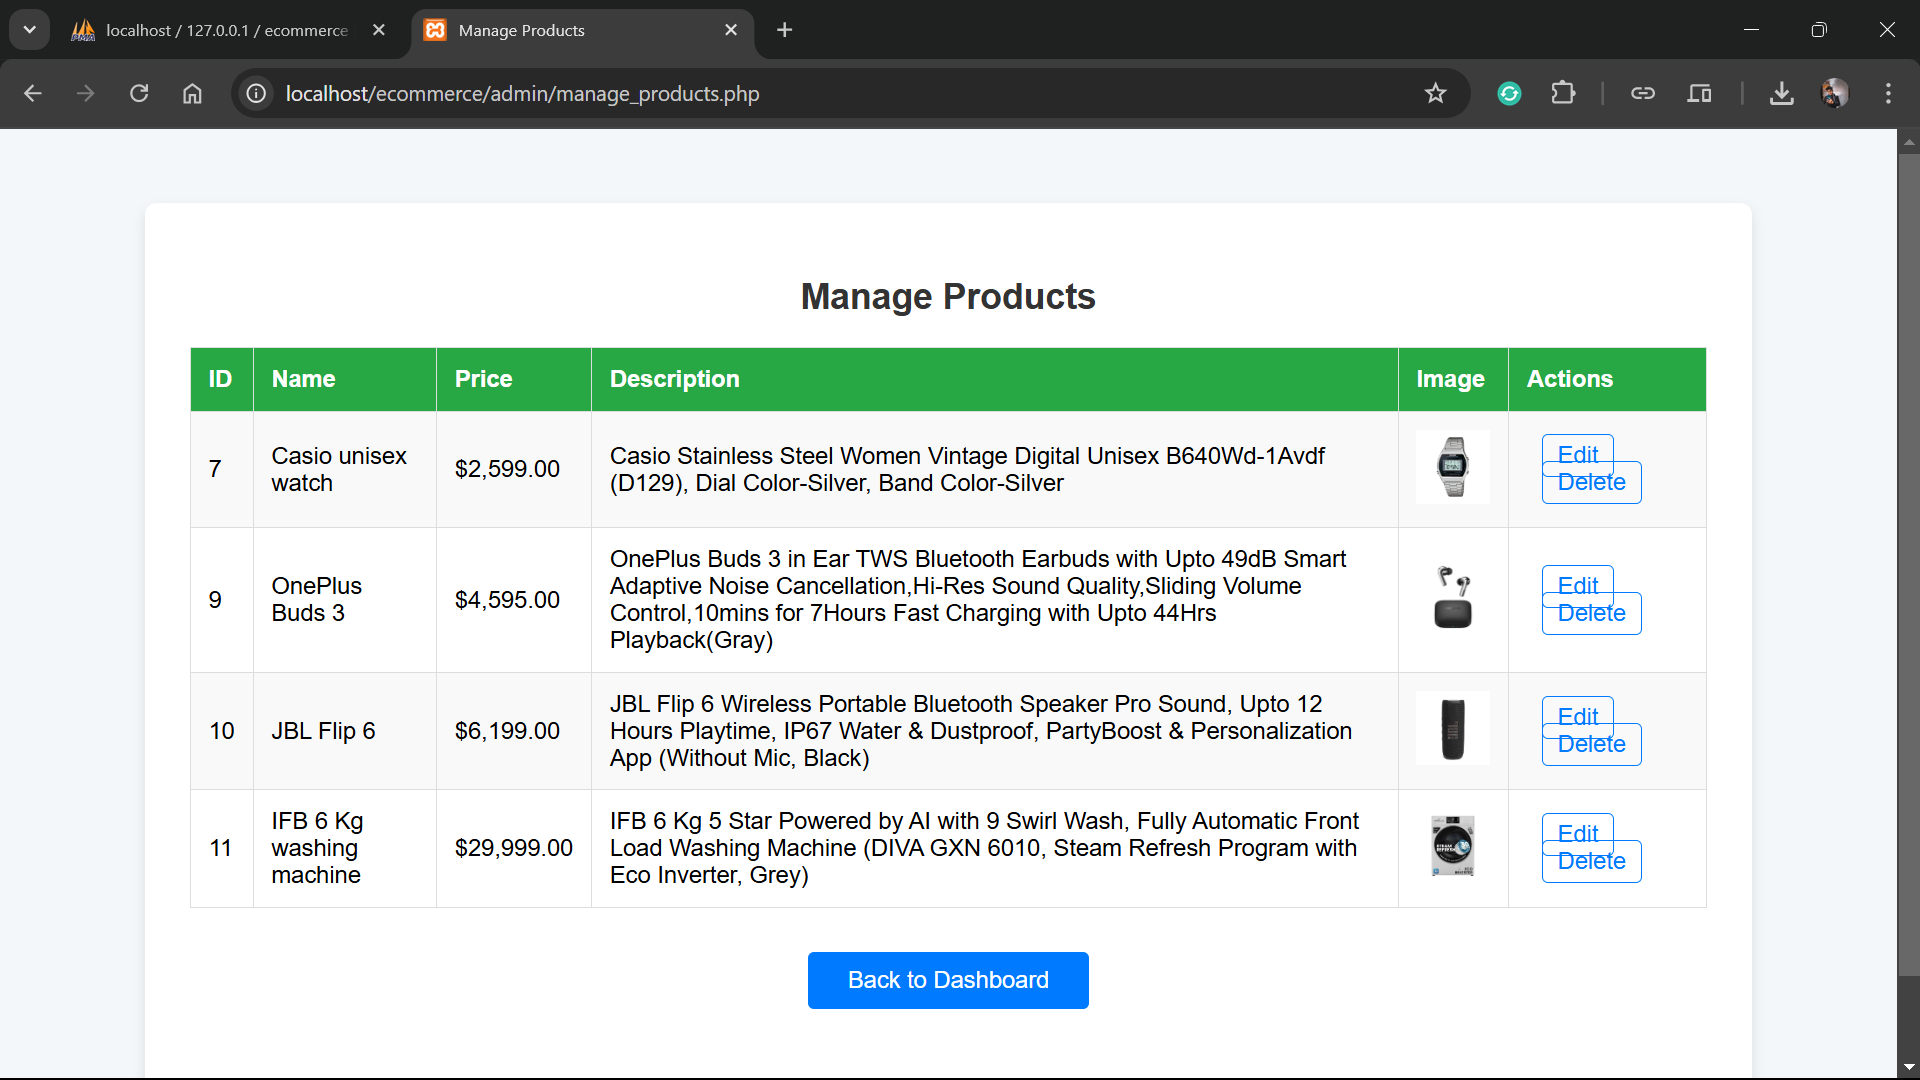 localhost / 127.0.0.1 / ecommerce
Manage Products
localhost/ecommerce/admin/manage_products.php
Manage Products
ID Name Price Description Image Actions
7
Casio unisex
watch
$2,599.00
Casio Stainless Steel Women Vintage Digital Unisex B640Wd-1Avdf
(D129), Dial Color-Silver, Band Color-Silver
Edit
Delete
9
OnePlus
Buds 3
$4,595.00
OnePlus Buds 3 in Ear TWS Bluetooth Earbuds with Upto 49dB Smart
Adaptive Noise Cancellation,Hi-Res Sound Quality,Sliding Volume
Control,10mins for 7Hours Fast Charging with Upto 44Hrs
Playback(Gray)
Edit
Delete
10
JBL Flip 6
$6,199.00
JBL Flip 6 Wireless Portable Bluetooth Speaker Pro Sound, Upto 12
Hours Playtime, IP67 Water & Dustproof, PartyBoost & Personalization
App (Without Mic, Black)
Edit
Delete
11
IFB 6 Kg
washing
machine
$29,999.00
IFB 6 Kg 5 Star Powered by AI with 9 Swirl Wash, Fully Automatic Front
Load Washing Machine (DIVA GXN 6010, Steam Refresh Program with
Eco Inverter, Grey)
Edit
Delete
Back to Dashboard